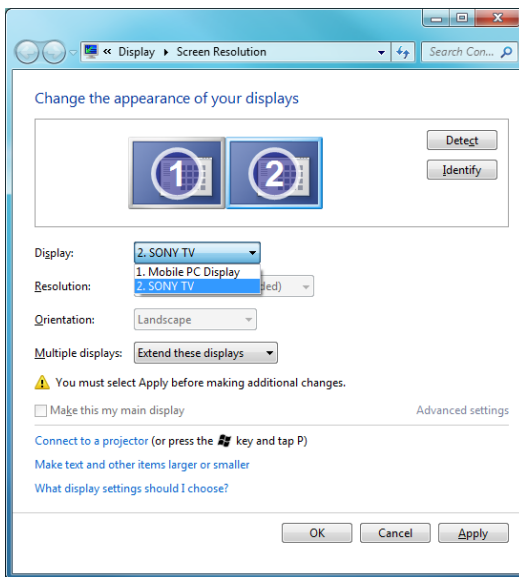 « Display ▸ Screen Resolution
Search Con...
Change the appearance of your displays
1
2
Detect
Identify
Display:
2. SONY TV
1. Mobile PC Display
2. SONY TV
Resolution:
Orientation:
Landscape
Multiple displays:
Extend these displays
You must select Apply before making additional changes.
Make this my main display
Advanced settings
Connect to a projector (or press the key and tap P)
Make text and other items larger or smaller
What display settings should I choose?
OK
Cancel
Apply